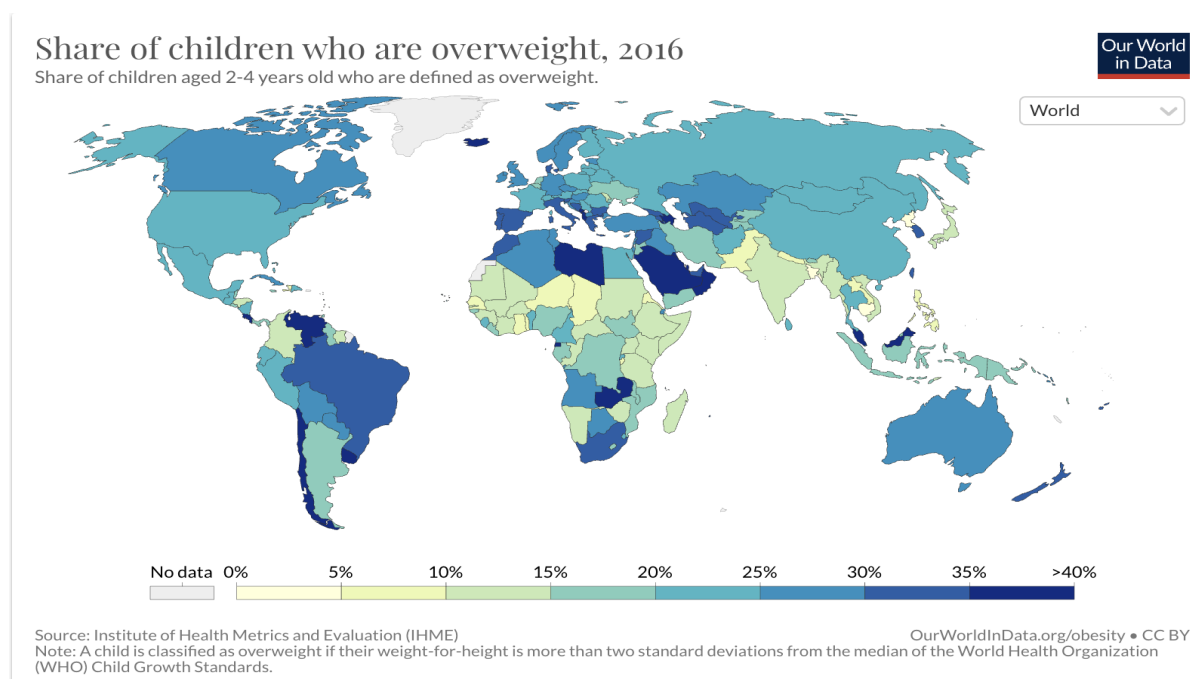 Share of children who are overweight, 2016
Share of children aged 2-4 years old who are defined as overweight.
Our World
in Data
World
No data 0% 5% 10% 15% 20% 25% 30% 35% >40%
Source: Institute of Health Metrics and Evaluation (IHME)
OurWorldInData.org/obesity • CC BY
Note: A child is classified as overweight if their weight-for-height is more than two standard deviations from the median of the World Health Organization
(WHO) Child Growth Standards.